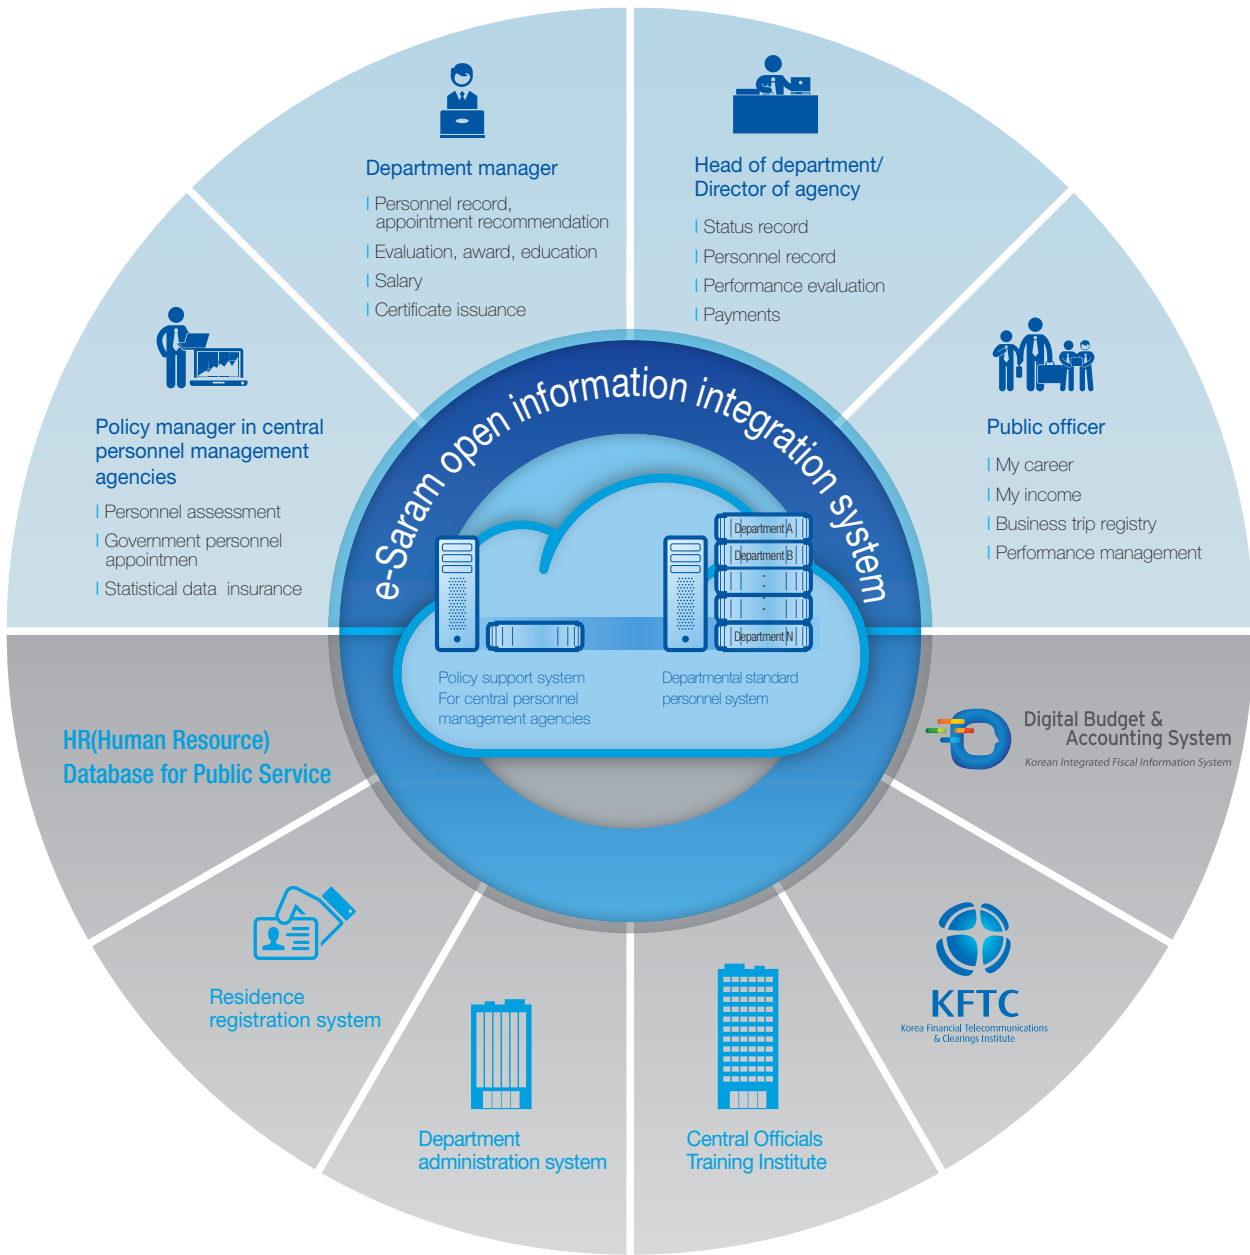 Department manager
| Personnel record,
appointment recommendation
| Evaluation, award, education
| Salary
| Certificate issuance
Head of department/
Director of agency
| Status record
| Personnel record
| Performance evaluation
| Payments
Policy manager in central
personnel management
agencies
| Personnel assessment
| Government personnel
appointmen
| Statistical data insurance
Public officer
| My career
| My income
| Business trip registry
| Performance management
e-Saram open information integration system
Department A
Department B
:
:
Department N
Policy support system
For central personnel
management agencies
Departmental standard
personnel system
HR(Human Resource)
Database for Public Service
Digital Budget &
Accounting System
Korean Integrated Fiscal Information System
Residence
registration system
Department
administration system
Central Officials
Training Institute
KFTC
Korea Financial Telecommunications
& Clearings Institute